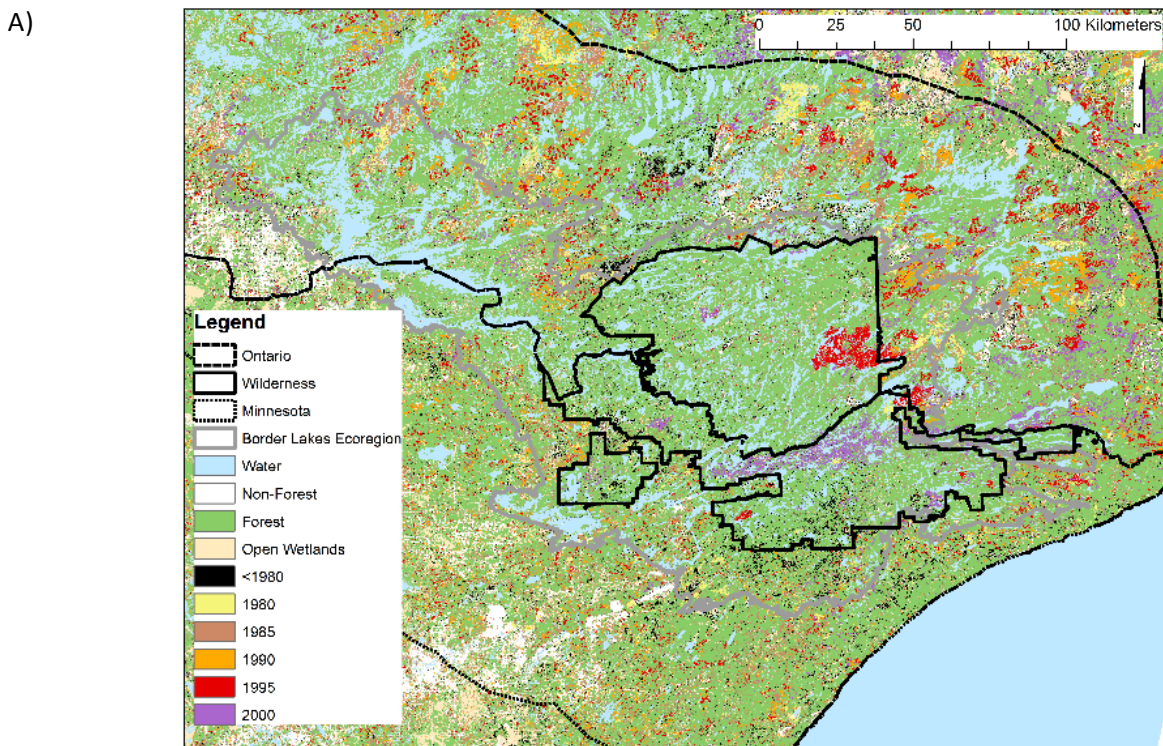 A)
0 25 50 100 Kilometers
N
Legend
Ontario
Wilderness
Minnesota
Border Lakes Ecoregion
Water
Non-Forest
Forest
Open Wetlands
<1980
1980
1985
1990
1995
2000